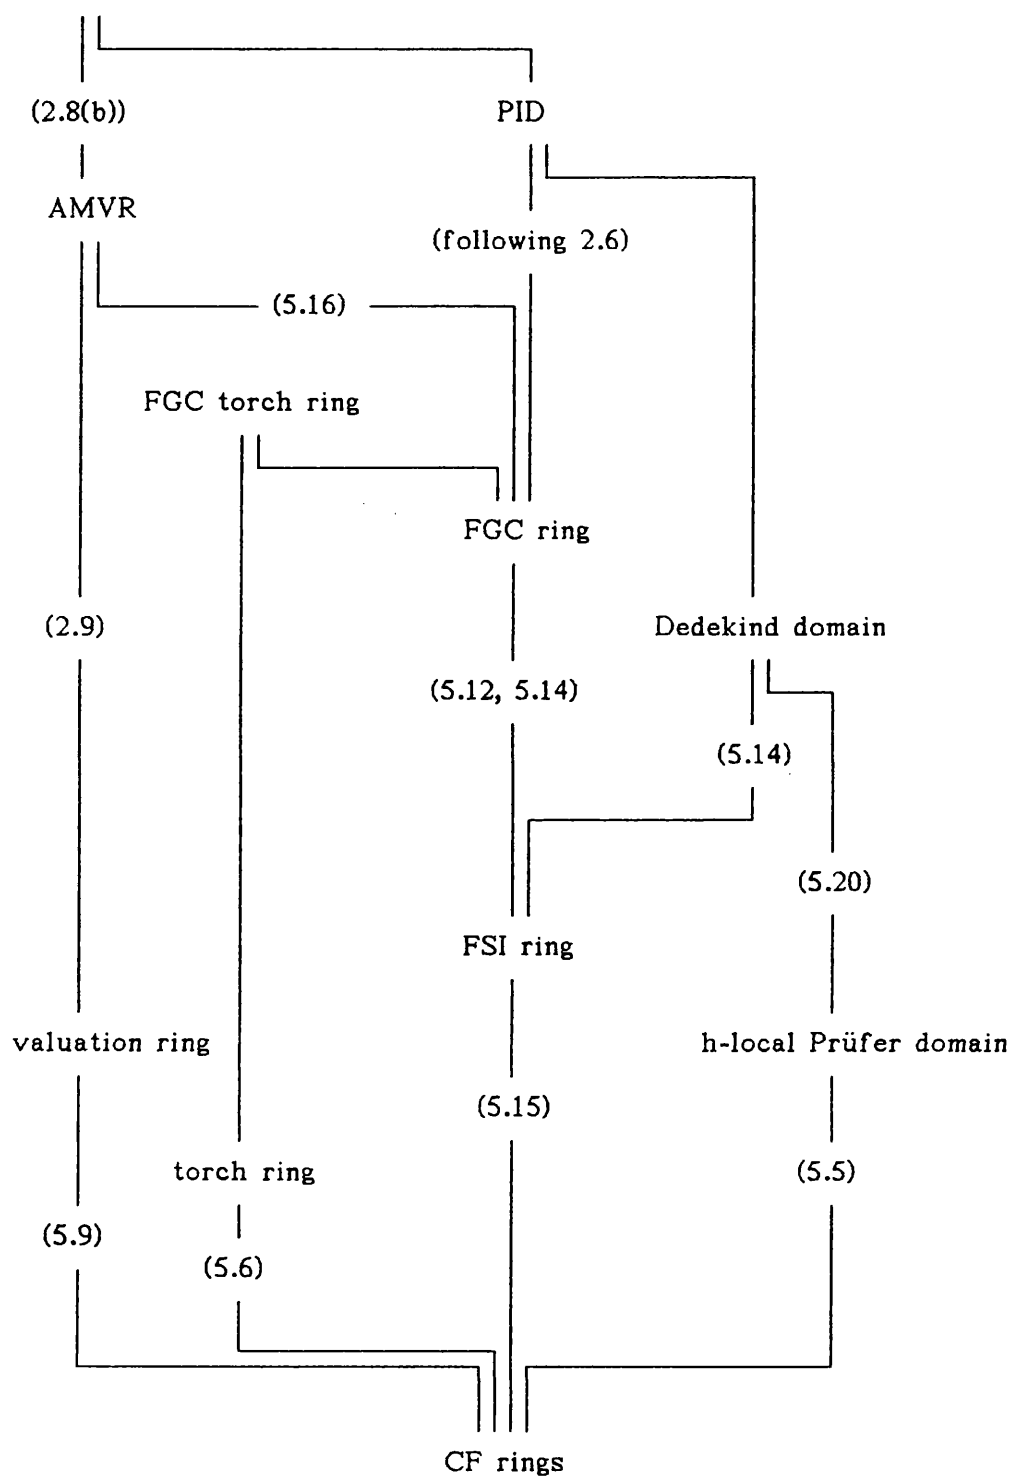 (2.8(b))
PID
AMVR
(following 2.6)
(5.16)
FGC torch ring
FGC ring
(2.9)
Dedekind domain
(5.12, 5.14)
(5.14)
(5.20)
FSI ring
valuation ring
h-local Prüfer domain
(5.15)
torch ring
(5.5)
(5.9)
(5.6)
CF rings